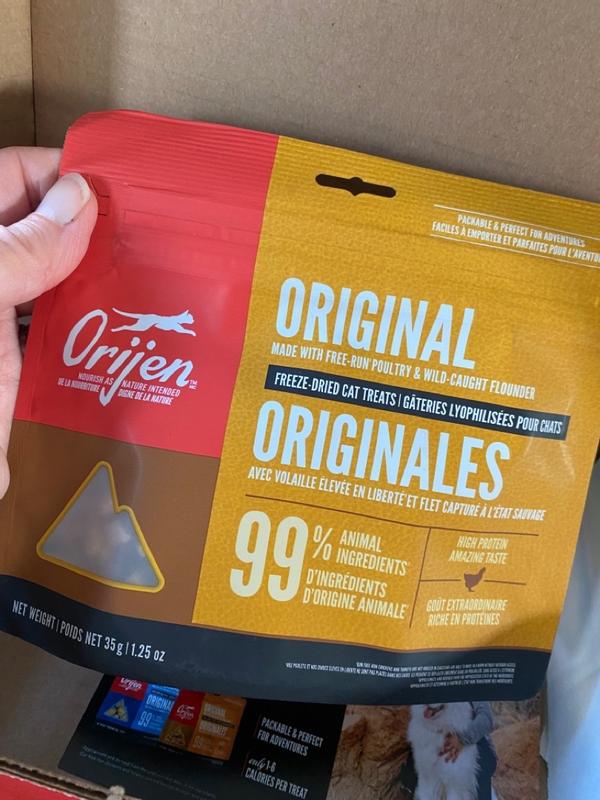 PACKABLE & PERFECT FOR ADVENTURES
FACILES À EMPORTER ET PARFAITES POUR L'AVENTU
ORIGINAL
MADE WITH FREE-RUN POULTRY & WILD-CAUGHT FLOUNDER
FREEZE-DRIED CAT TREATS | GÂTERIES LYOPHILISÉES POUR CHATS
ORIGINALES
AVEC VOLAILLE ÉLEVÉE EN LIBERTÉ ET FLET CAPTURÉ À L'ÉTAT SAUVAGE
Orijen™
MC
NOURISH AS NATURE INTENDED
DE LA NOURRITURE DIGNE DE LA NATURE
99% ANIMAL
INGREDIENTS
D'INGRÉDIENTS
D'ORIGINE ANIMALE
HIGH PROTEIN
AMAZING TASTE
GOÛT EXTRAORDINAIRE
RICHE EN PROTÉINES
NET WEIGHT | POIDS NET 35 g | 1.25 oz
Orijen
ORIGINAL
99
PACKABLE & PERFECT
FOR ADVENTURES
only 1-6
CALORIES PER TREAT